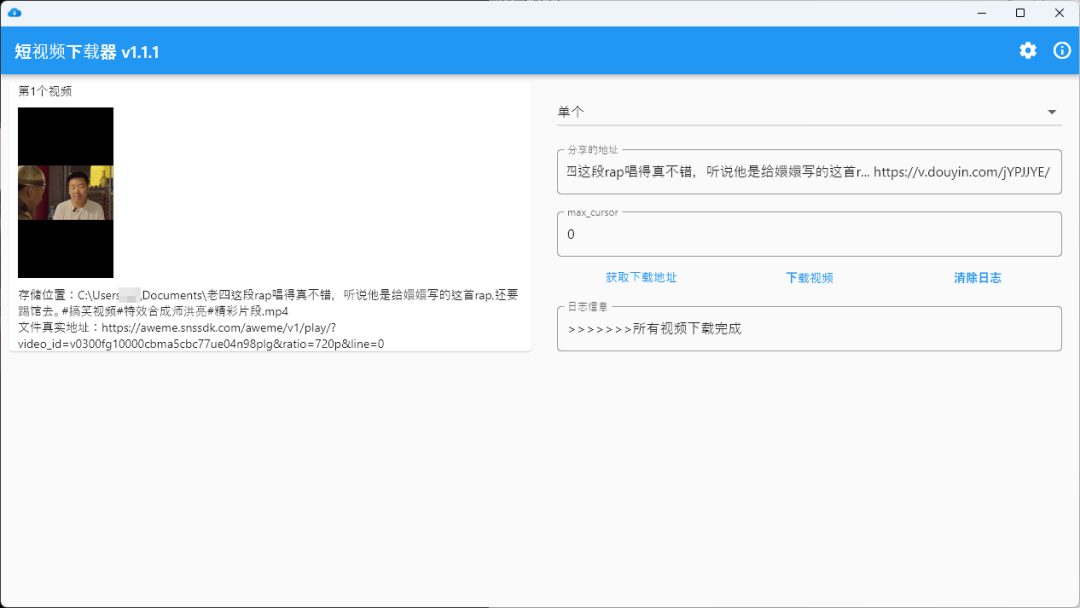 短视频下载器 v1.1.1
第1个视频
存储位置：C:\Users \Documents\老四这段rap唱得真不错，听说他是给嬛嬛写的这首rap,还要
踢馆去。#搞笑视频#特效合成师洪亮#精彩片段.mp4
文件真实地址：https://aweme.snssdk.com/aweme/v1/play/?
video_id=v0300fg10000cbma5cbc77ue04n98plg&ratio=720p&line=0
单个
分享的地址
四这段rap唱得真不错，听说他是给嬛嬛写的这首r... https://v.douyin.com/jYPJJYE/
max_cursor
0
获取下载地址
下载视频
清除日志
日志信息
>>>>>>>所有视频下载完成